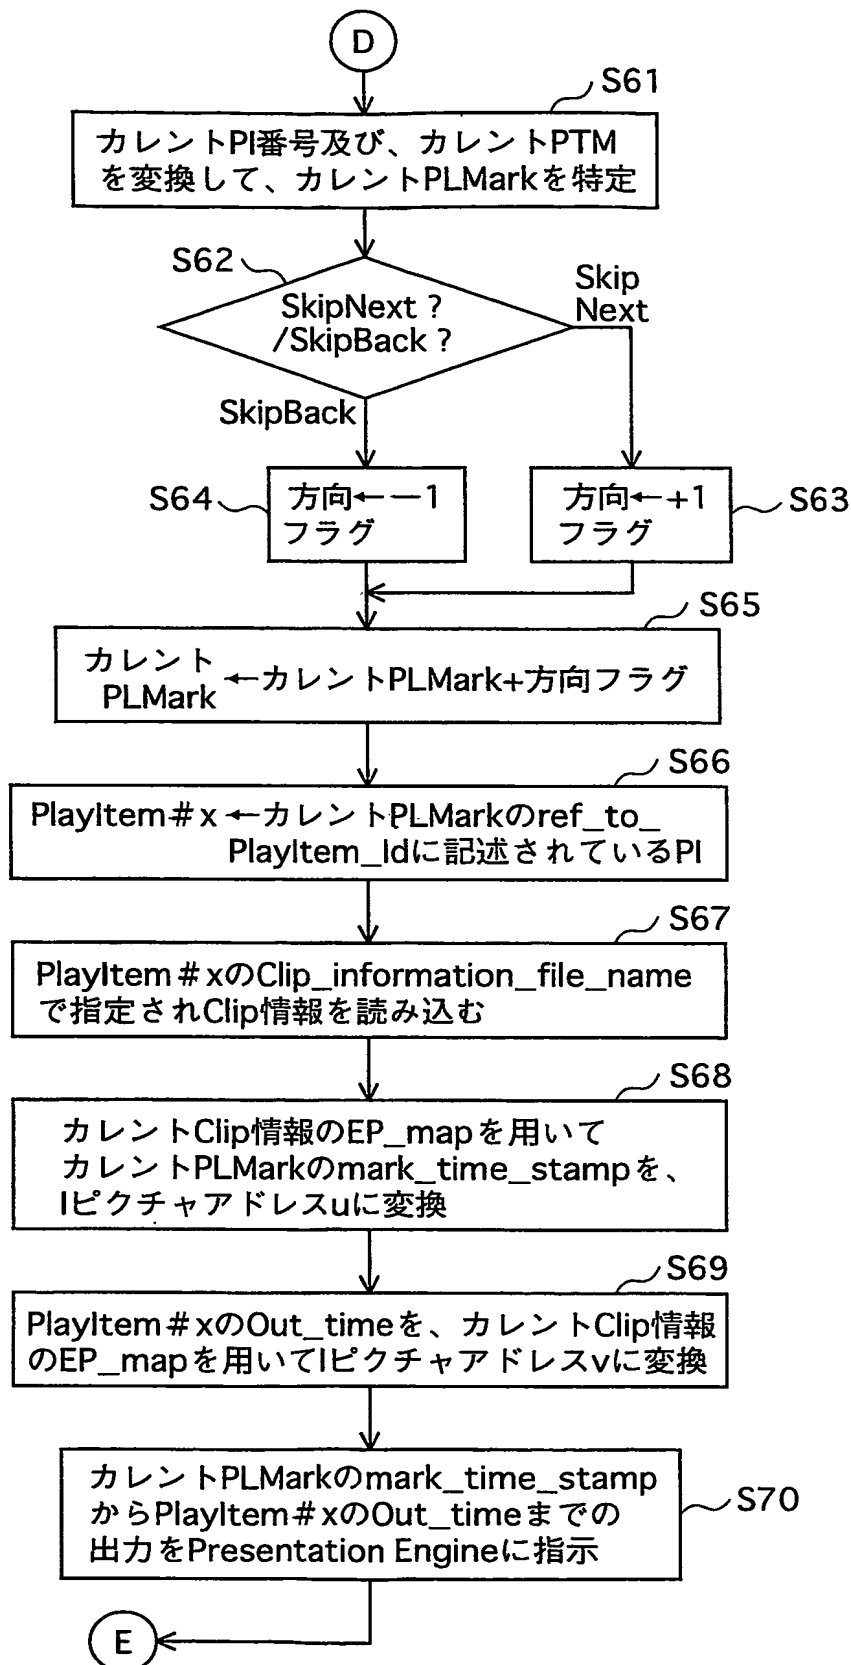 D
S61
カレントPI番号及び、カレントPTM
を変換して、カレントPLMarkを特定
S62
SkipNext ?
/SkipBack ?
Skip
Next
SkipBack
S64
方向←－1
フラグ
方向←+1
フラグ
S63
S65
カレント
PLMark
←カレントPLMark+方向フラグ
S66
PlayItem＃x ←カレントPLMarkのref_to_
PlayItem_Idに記述されているPI
S67
PlayItem＃xのClip_information_file_name
で指定されClip情報を読み込む
S68
カレントClip情報のEP_mapを用いて
カレントPLMarkのmark_time_stampを、
Iピクチャアドレスuに変換
S69
PlayItem＃xのOut_timeを、カレントClip情報
のEP_mapを用いてIピクチャアドレスvに変換
カレントPLMarkのmark_time_stamp
からPlayItem＃xのOut_timeまでの
出力をPresentation Engineに指示
S70
E